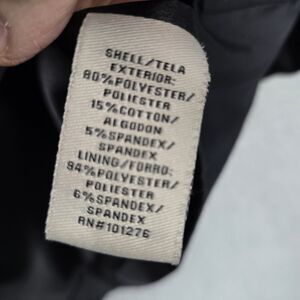 SHELL/TELA
EXTERIOR:
80%POLYESTER/
POLIESTER
15%COTTON/
ALGODON
5%SPANDEX/
SPANDEX
LINING/FORRO:
94%POLYESTER/
POLIESTER
6%SPANDEX/
SPANDEX
RN#101276